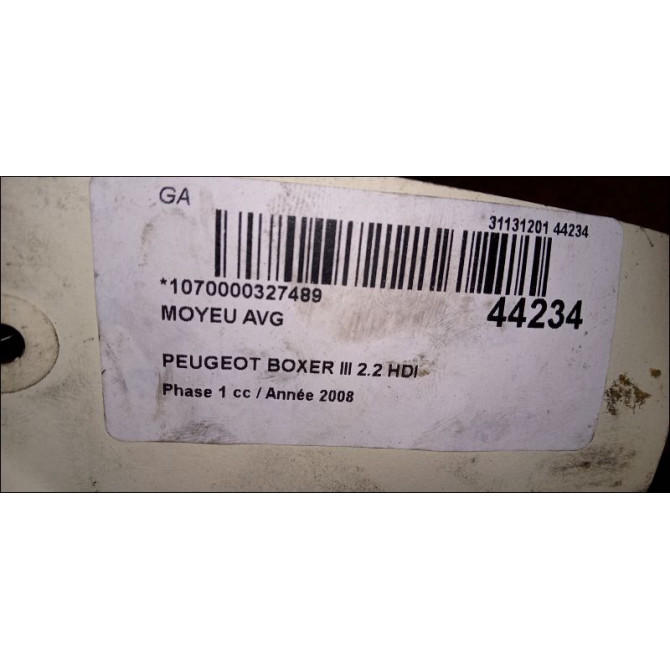 GA
31131201 44234
*1070000327489
44234
MOYEU AVG
PEUGEOT BOXER III 2.2 HDI
Phase 1 cc / Année 2008